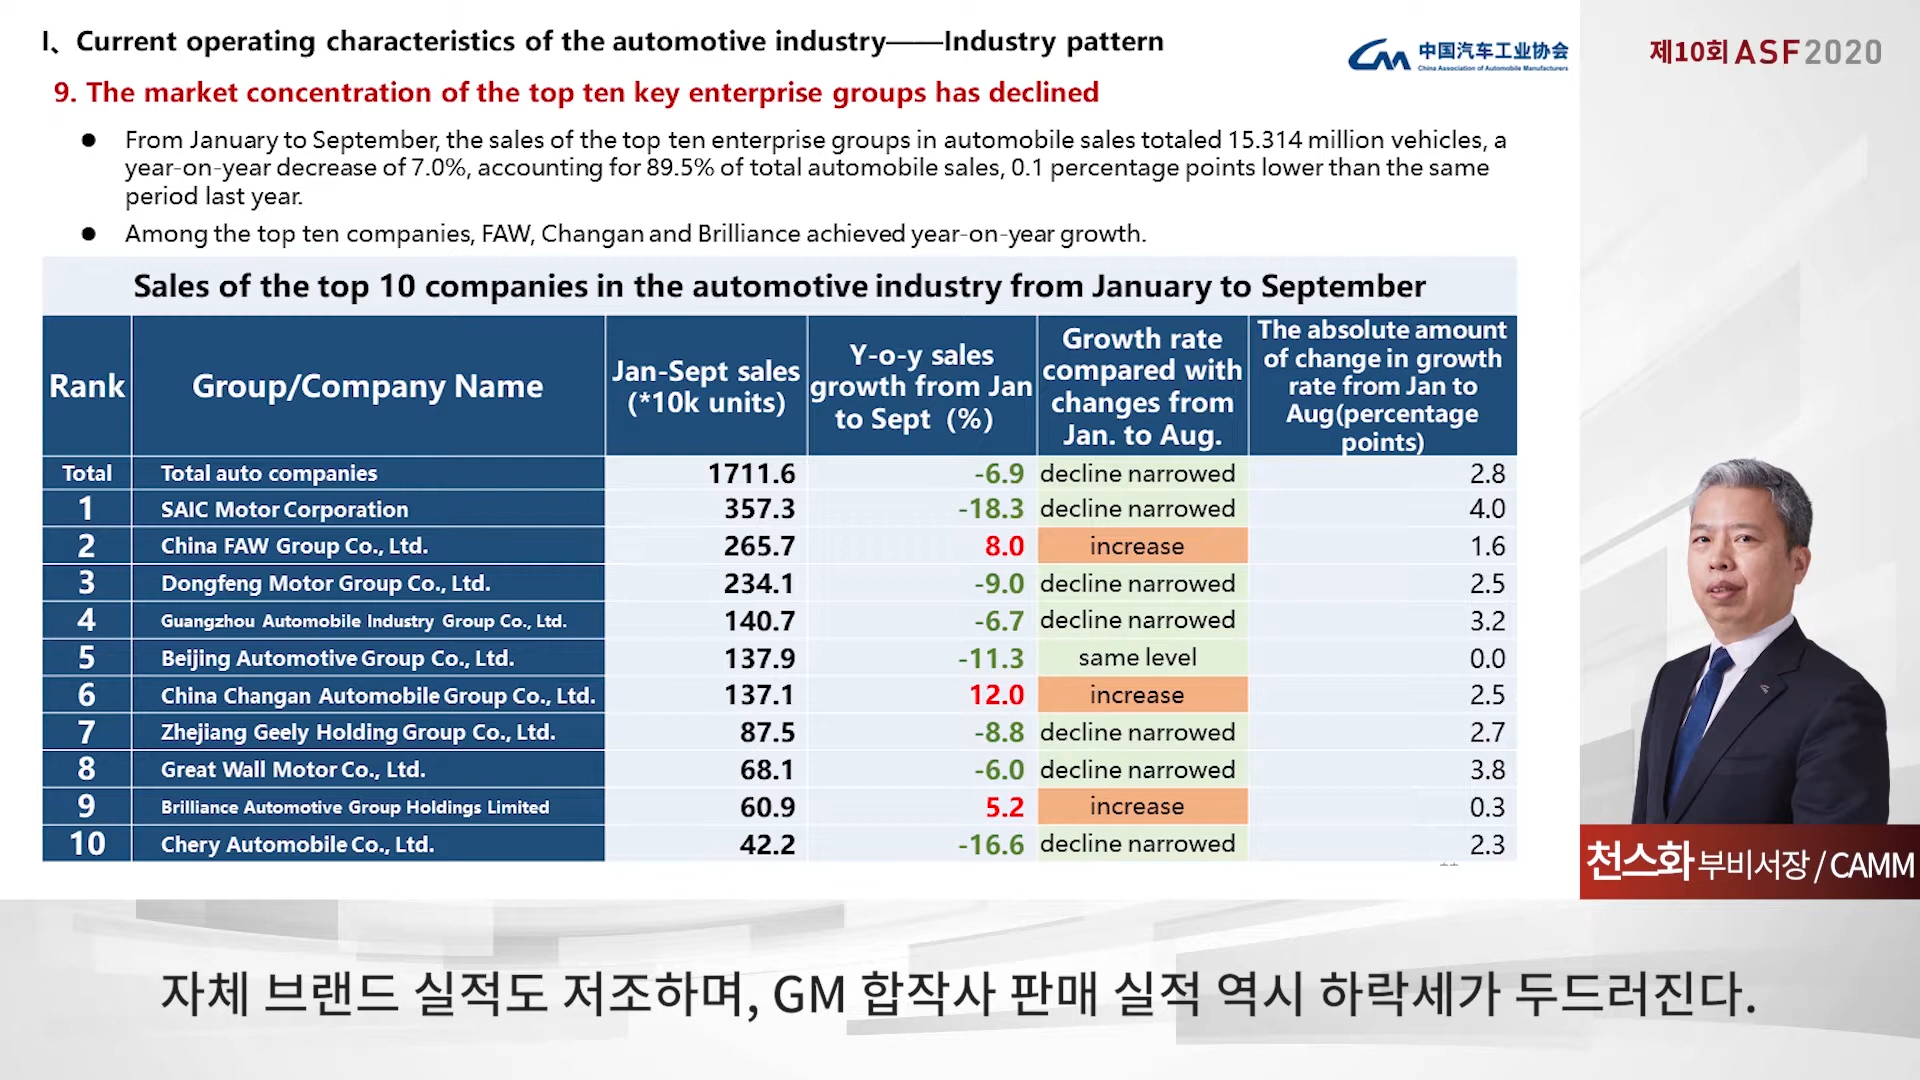 Ⅰ、Current operating characteristics of the automotive industry——Industry pattern
中国汽车工业协会
China Association of Automobile Manufacturers
제10회 ASF2020
9. The market concentration of the top ten key enterprise groups has declined
● From January to September, the sales of the top ten enterprise groups in automobile sales totaled 15.314 million vehicles, a
year-on-year decrease of 7.0%, accounting for 89.5% of total automobile sales, 0.1 percentage points lower than the same
period last year.
● Among the top ten companies, FAW, Changan and Brilliance achieved year-on-year growth.
Sales of the top 10 companies in the automotive industry from January to September
Rank
Group/Company Name
Jan-Sept sales
(*10k units)
Y-o-y sales
growth from Jan
to Sept (%)
Growth rate
compared with
changes from
Jan. to Aug.
The absolute amount
of change in growth
rate from Jan to
Aug(percentage
points)
Total Total auto companies 1711.6 -6.9 decline narrowed 2.8
1 SAIC Motor Corporation 357.3 -18.3 decline narrowed 4.0
2 China FAW Group Co., Ltd. 265.7 8.0 increase 1.6
3 Dongfeng Motor Group Co., Ltd. 234.1 -9.0 decline narrowed 2.5
4 Guangzhou Automobile Industry Group Co., Ltd. 140.7 -6.7 decline narrowed 3.2
5 Beijing Automotive Group Co., Ltd. 137.9 -11.3 same level 0.0
6 China Changan Automobile Group Co., Ltd. 137.1 12.0 increase 2.5
7 Zhejiang Geely Holding Group Co., Ltd. 87.5 -8.8 decline narrowed 2.7
8 Great Wall Motor Co., Ltd. 68.1 -6.0 decline narrowed 3.8
9 Brilliance Automotive Group Holdings Limited 60.9 5.2 increase 0.3
10 Chery Automobile Co., Ltd. 42.2 -16.6 decline narrowed 2.3
천스화 부비서장 / CAMM
자체 브랜드 실적도 저조하며, GM 합작사 판매 실적 역시 하락세가 두드러진다.